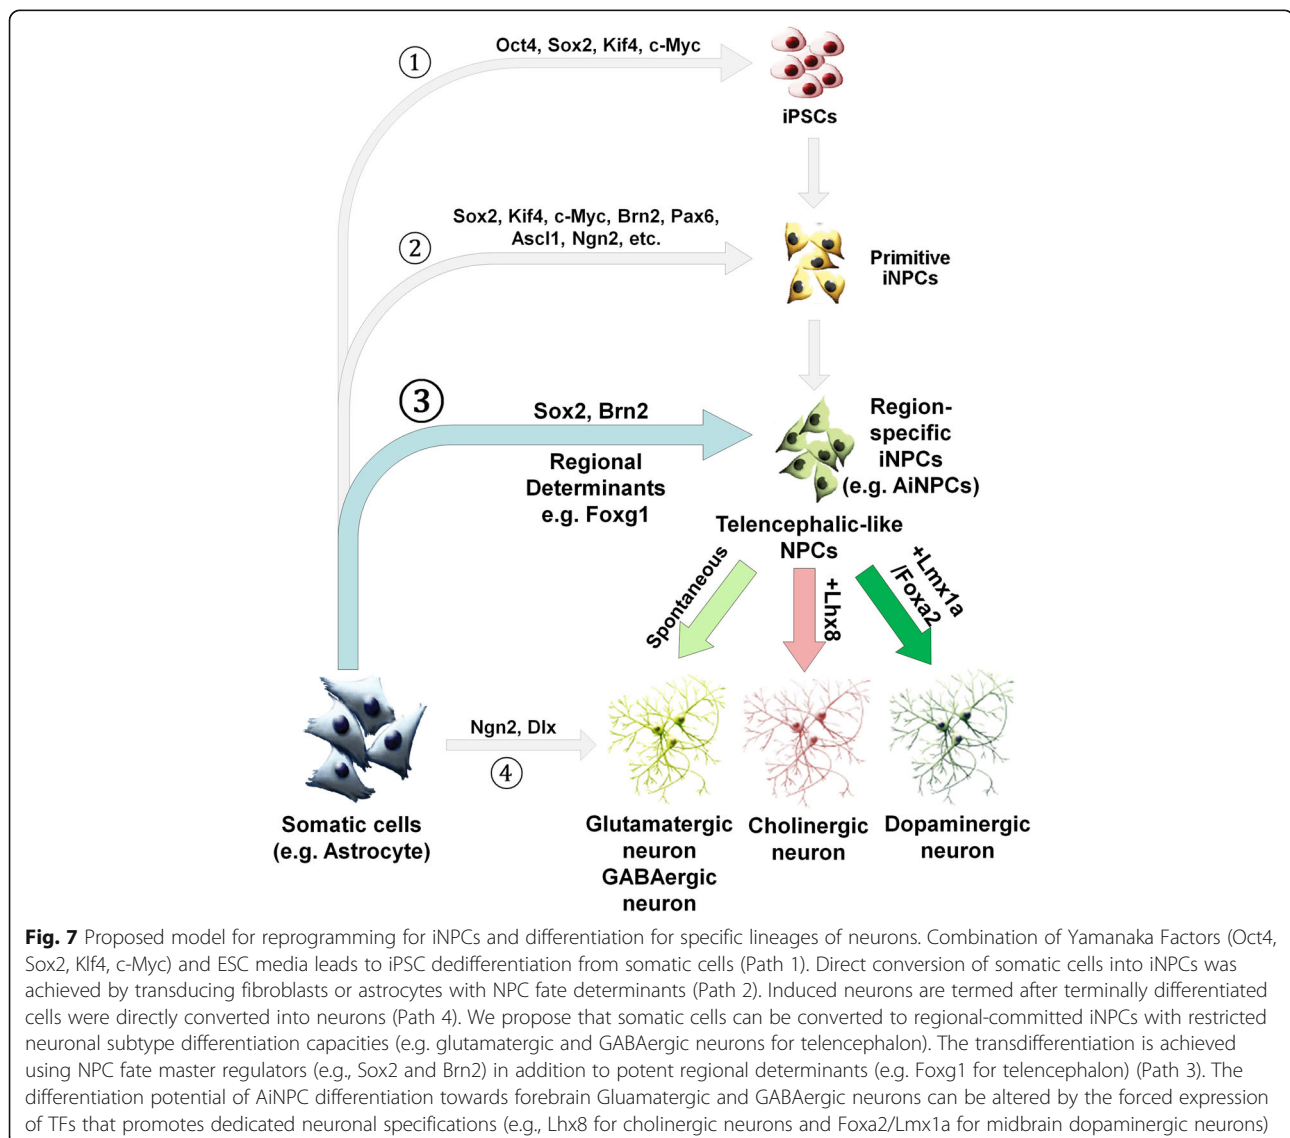 ①
Oct4, Sox2, Kif4, c-Myc
iPSCs
②
Sox2, Kif4, c-Myc, Brn2, Pax6,
Ascl1, Ngn2, etc.
Primitive
iNPCs
③
Sox2, Brn2
Regional
Determinants
e.g. Foxg1
Region-
specific
iNPCs
(e.g. AiNPCs)
Telencephalic-like
NPCs
Spontaneous
+Lhx8
+Lmx1a
/Foxa2
Ngn2, Dlx
④
Somatic cells
(e.g. Astrocyte)
Glutamatergic
neuron
GABAergic
neuron
Cholinergic
neuron
Dopaminergic
neuron
Fig. 7 Proposed model for reprogramming for iNPCs and differentiation for specific lineages of neurons. Combination of Yamanaka Factors (Oct4,
Sox2, Klf4, c-Myc) and ESC media leads to iPSC dedifferentiation from somatic cells (Path 1). Direct conversion of somatic cells into iNPCs was
achieved by transducing fibroblasts or astrocytes with NPC fate determinants (Path 2). Induced neurons are termed after terminally differentiated
cells were directly converted into neurons (Path 4). We propose that somatic cells can be converted to regional-committed iNPCs with restricted
neuronal subtype differentiation capacities (e.g. glutamatergic and GABAergic neurons for telencephalon). The transdifferentiation is achieved
using NPC fate master regulators (e.g., Sox2 and Brn2) in addition to potent regional determinants (e.g. Foxg1 for telencephalon) (Path 3). The
differentiation potential of AiNPC differentiation towards forebrain Gluamatergic and GABAergic neurons can be altered by the forced expression
of TFs that promotes dedicated neuronal specifications (e.g., Lhx8 for cholinergic neurons and Foxa2/Lmx1a for midbrain dopaminergic neurons)